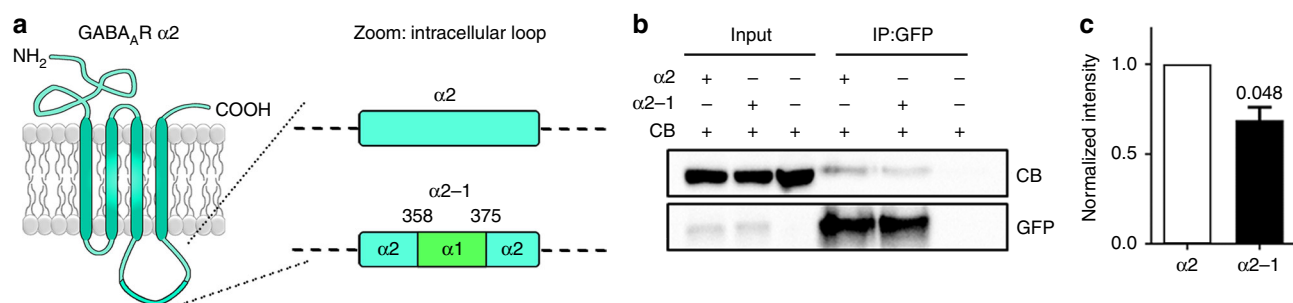 a
GABA_AR α2
NH₂
COOH
Zoom: intracellular loop
α2
α2–1
358 375
α2 α1 α2
b
Input IP:GFP
α2 + – – + – –
α2–1 – + – – + –
CB + + + + + +
CB
GFP
c
Normalized intensity
1.0
0.5
0.0
0.048
α2 α2–1